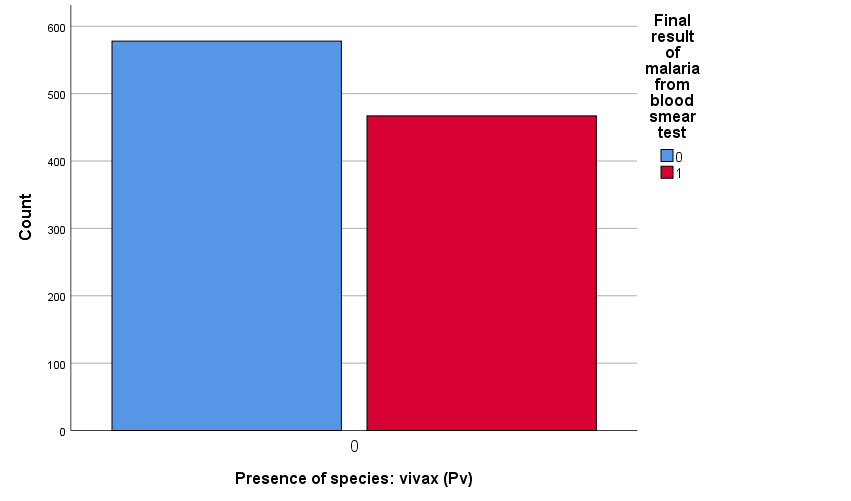 600
500
400
300
200
100
0
Count
0
Presence of species: vivax (Pv)
Final
result
of
malaria
from
blood
smear
test
0
1